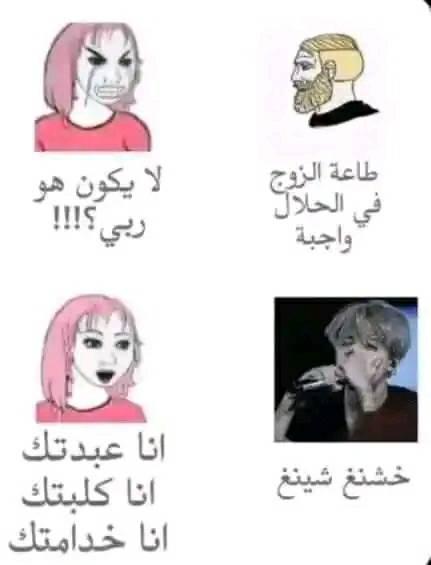 طاعة الزوج
في الحلال
واجبة
لا يكون هو
ربي؟!!!
خشنغ شينغ
انا عبدتك
انا كلبتك
انا خدامتك